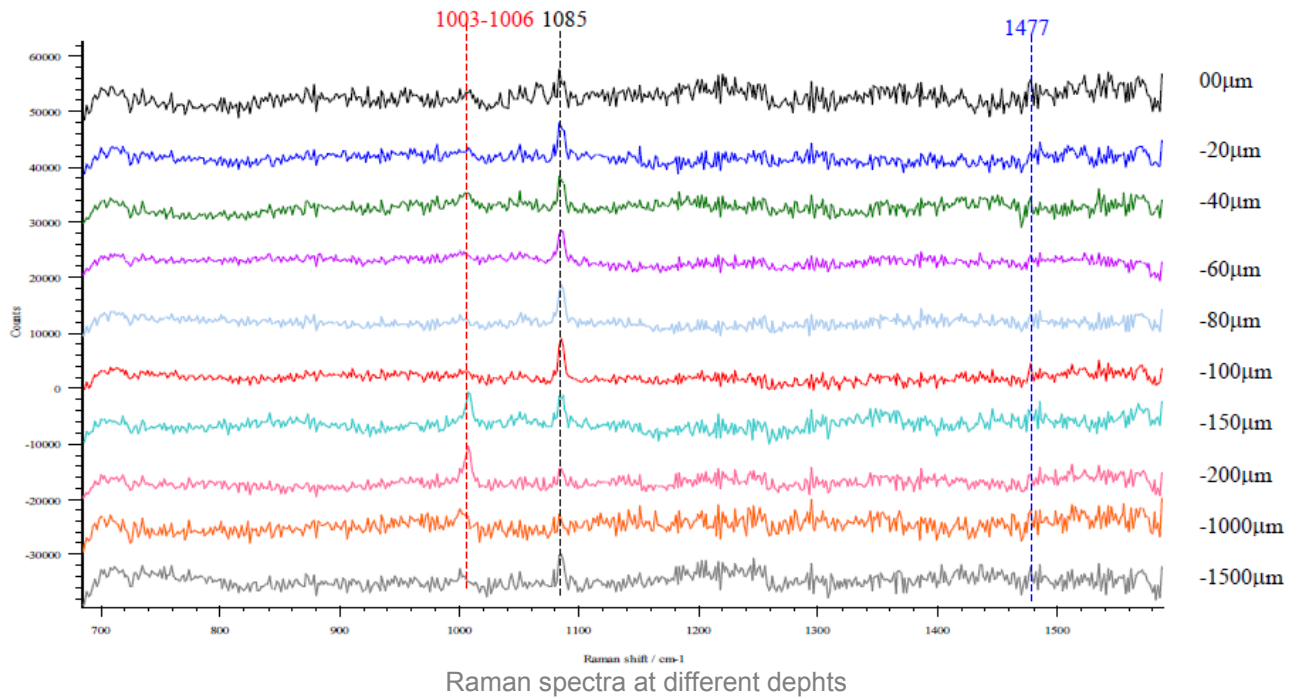 1003-1006 1085 1477
60000
50000
40000
30000
20000
10000
0
-10000
-20000
-30000
Counts
00µm
-20µm
-40µm
-60µm
-80µm
-100µm
-150µm
-200µm
-1000µm
-1500µm
700 800 900 1000 1100 1200 1300 1400 1500
Raman shift / cm-1
Raman spectra at different dephts